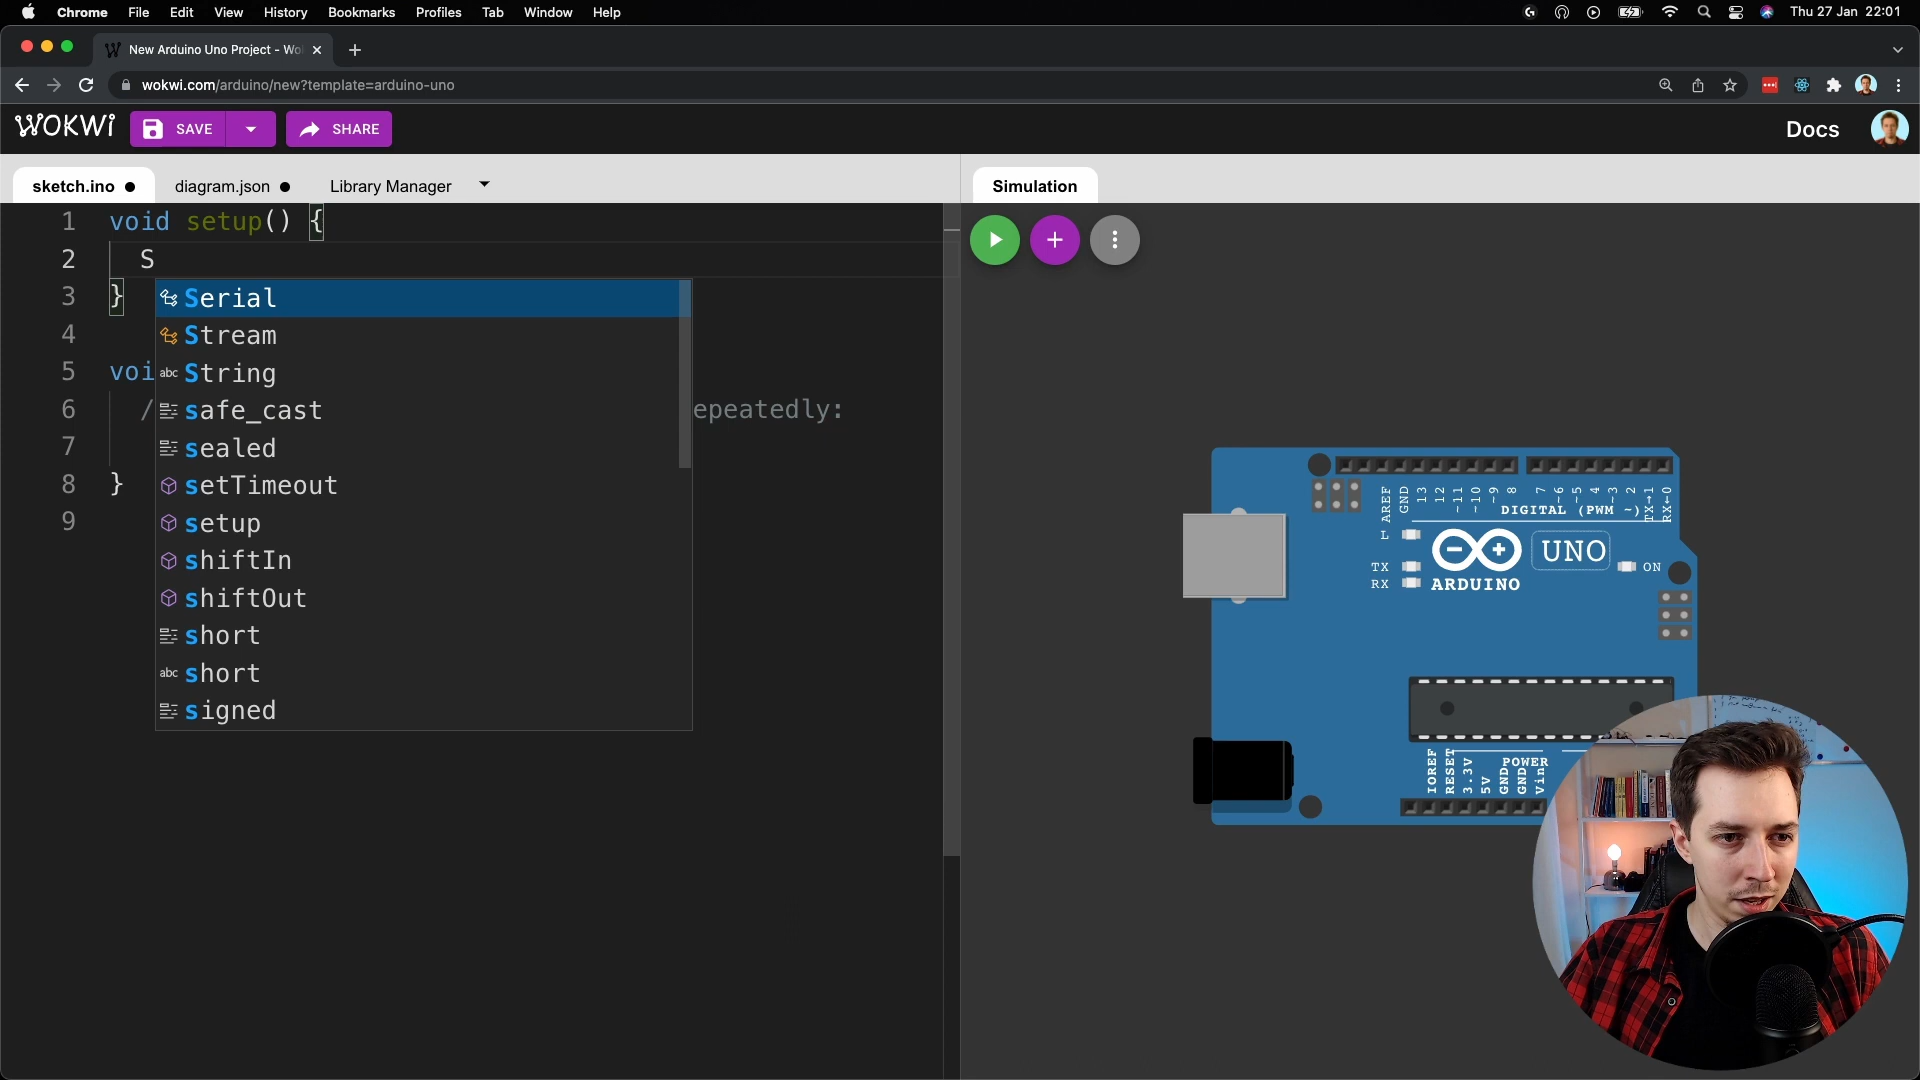 Chrome File Edit View History Bookmarks Profiles Tab Window Help
Thu 27 Jan 22:01
New Arduino Uno Project - Wo
wokwi.com/arduino/new?template=arduino-uno
WOKWi
SAVE
SHARE
Docs
sketch.ino
diagram.json
Library Manager
Simulation
1 void setup() {
2 S
3 }
4
5 voi
6 / epeatedly:
7
8 }
9
Serial
Stream
abc String
safe_cast
sealed
setTimeout
setup
shiftIn
shiftOut
short
abc short
signed
AREF
GND
13
12
~11
~10
~9
8
7
~6
~5
4
~3
2
TX→1
RX←0
DIGITAL (PWM ~)
L
TX
RX
UNO
ARDUINO
ON
IOREF
RESET
3.3V
5V
GND
GND
Vin
POWER